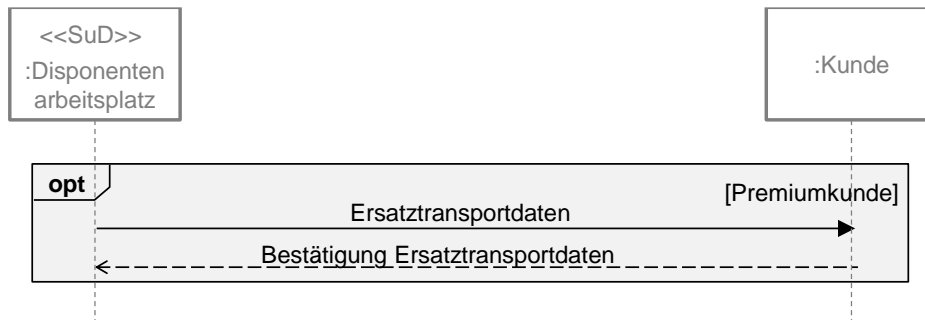 <<SuD>>
:Disponenten
arbeitsplatz
:Kunde
opt
[Premiumkunde]
Ersatztransportdaten
Bestätigung Ersatztransportdaten